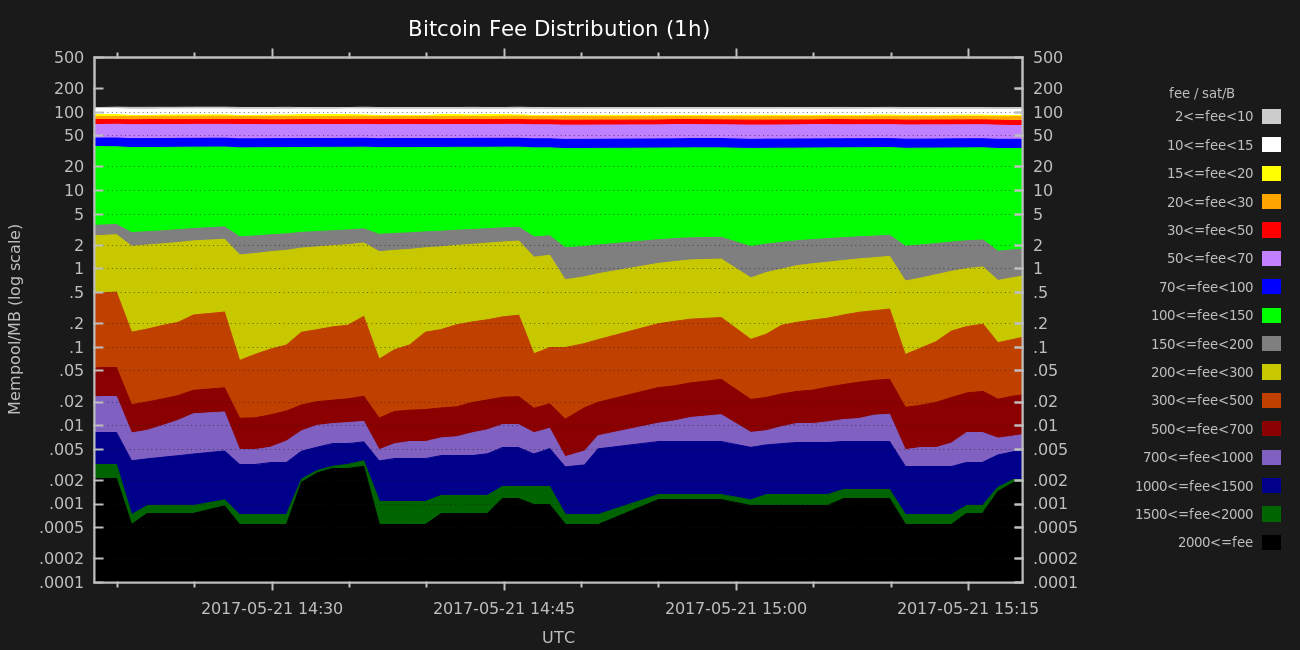 Bitcoin Fee Distribution (1h)
500 500
200 200
100 100
50 50
20 20
10 10
5 5
2 2
1 1
.5 .5
.2 .2
.1 .1
.05 .05
.02 .02
.01 .01
.005 .005
.002 .002
.001 .001
.0005 .0005
.0002 .0002
.0001 .0001
Mempool/MB (log scale)
2017-05-21 14:30 2017-05-21 14:45 2017-05-21 15:00 2017-05-21 15:15
UTC
fee / sat/B
2<=fee<10
10<=fee<15
15<=fee<20
20<=fee<30
30<=fee<50
50<=fee<70
70<=fee<100
100<=fee<150
150<=fee<200
200<=fee<300
300<=fee<500
500<=fee<700
700<=fee<1000
1000<=fee<1500
1500<=fee<2000
2000<=fee